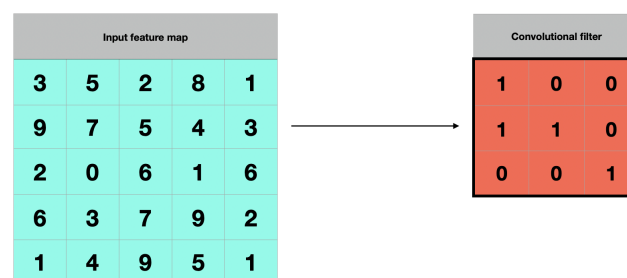 Input feature map
Convolutional filter
3 5 2 8 1
9 7 5 4 3
2 0 6 1 6
6 3 7 9 2
1 4 9 5 1
1 0 0
1 1 0
0 0 1